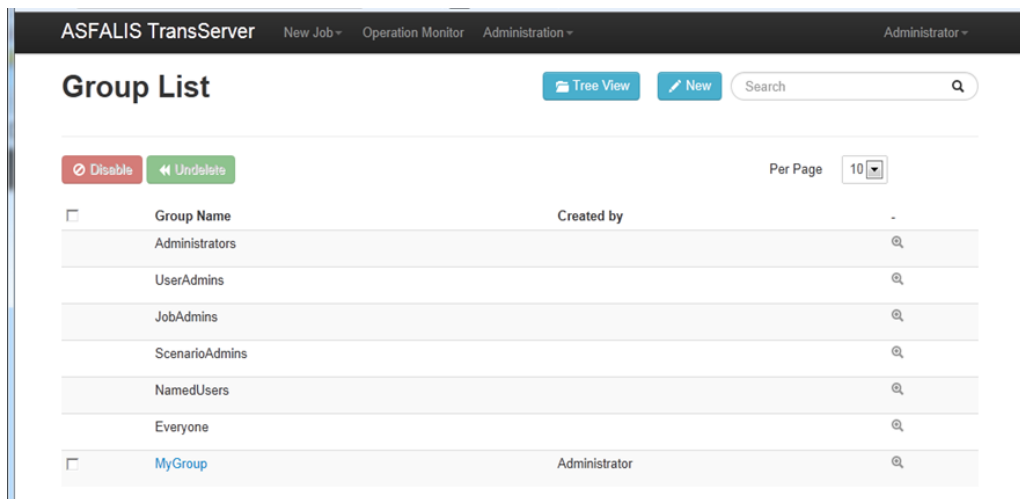 ASFALIS TransServer New Job Operation Monitor Administration Administrator
Group List Tree View New Search
Disable Undelete Per Page 10
Group Name Created by -
Administrators
UserAdmins
JobAdmins
ScenarioAdmins
NamedUsers
Everyone
MyGroup Administrator